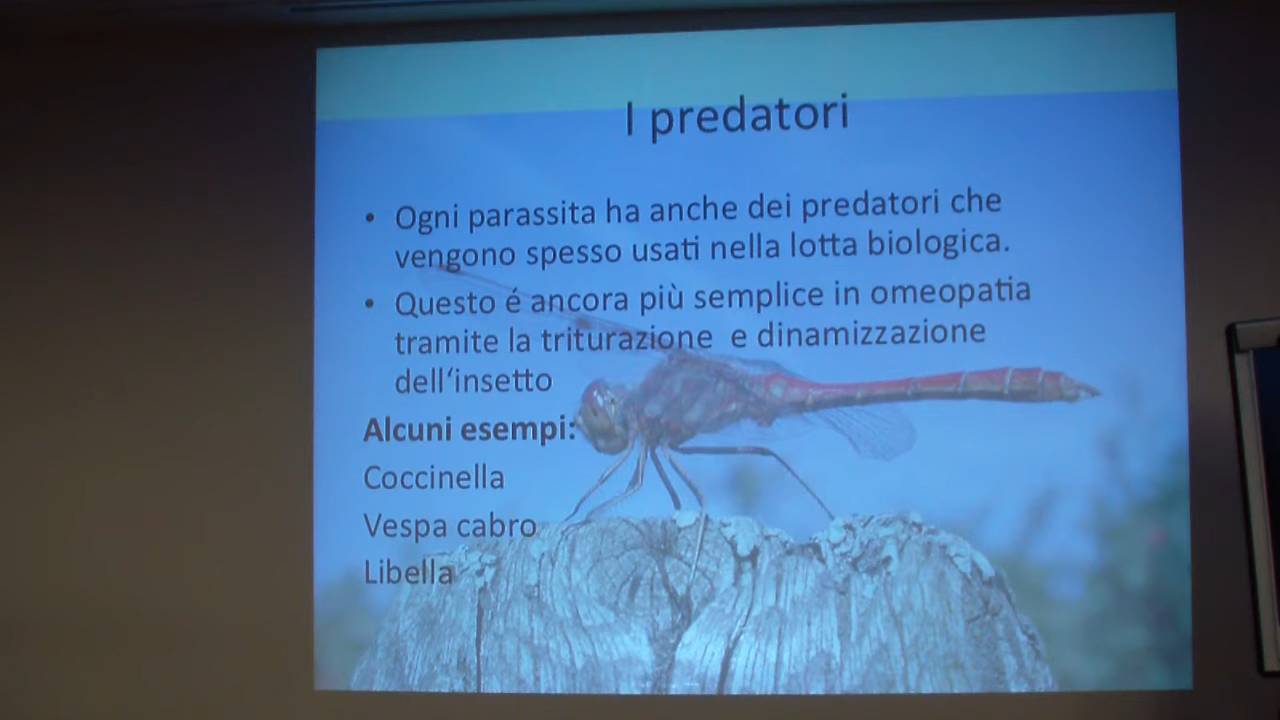 I predatori
• Ogni parassita ha anche dei predatori che
vengono spesso usati nella lotta biologica.
• Questo é ancora più semplice in omeopatia
tramite la triturazione e dinamizzazione
dell‘insetto
Alcuni esempi:
Coccinella
Vespa cabro
Libella